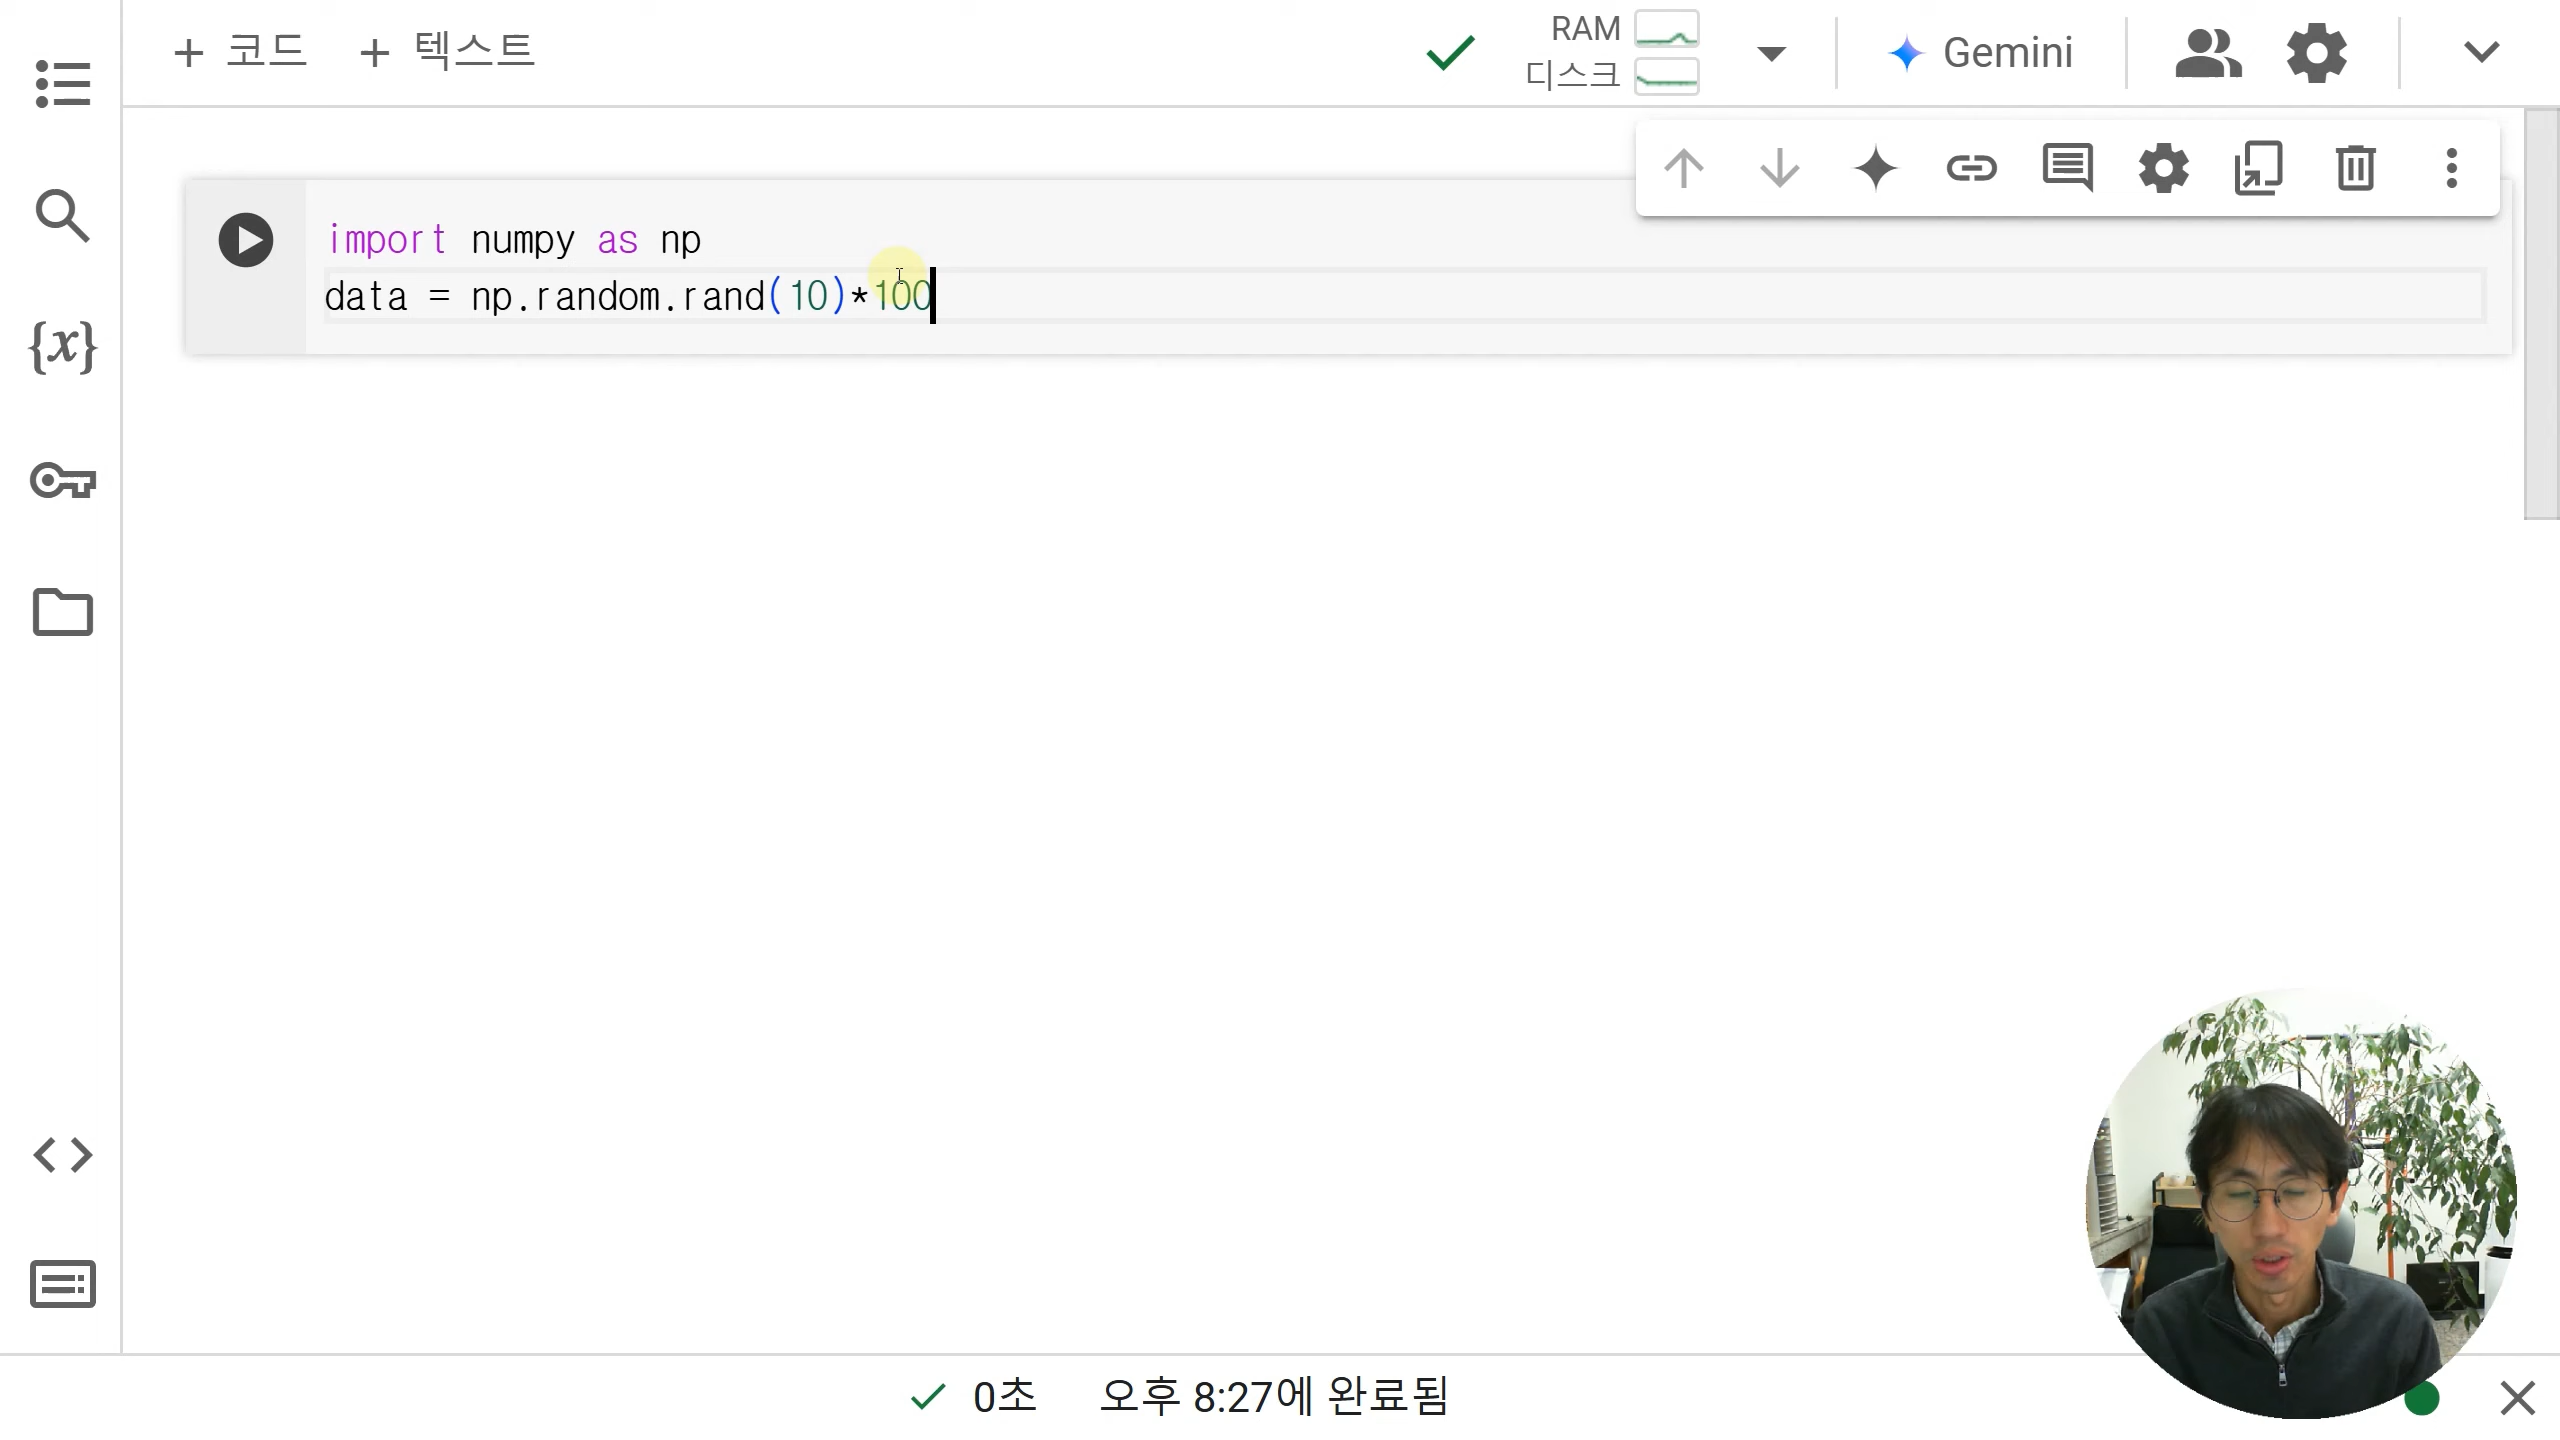 + 코드 + 텍스트
RAM
디스크
Gemini
{x}
import numpy as np
data = np.random.rand(10)*100
0초 오후 8:27에 완료됨